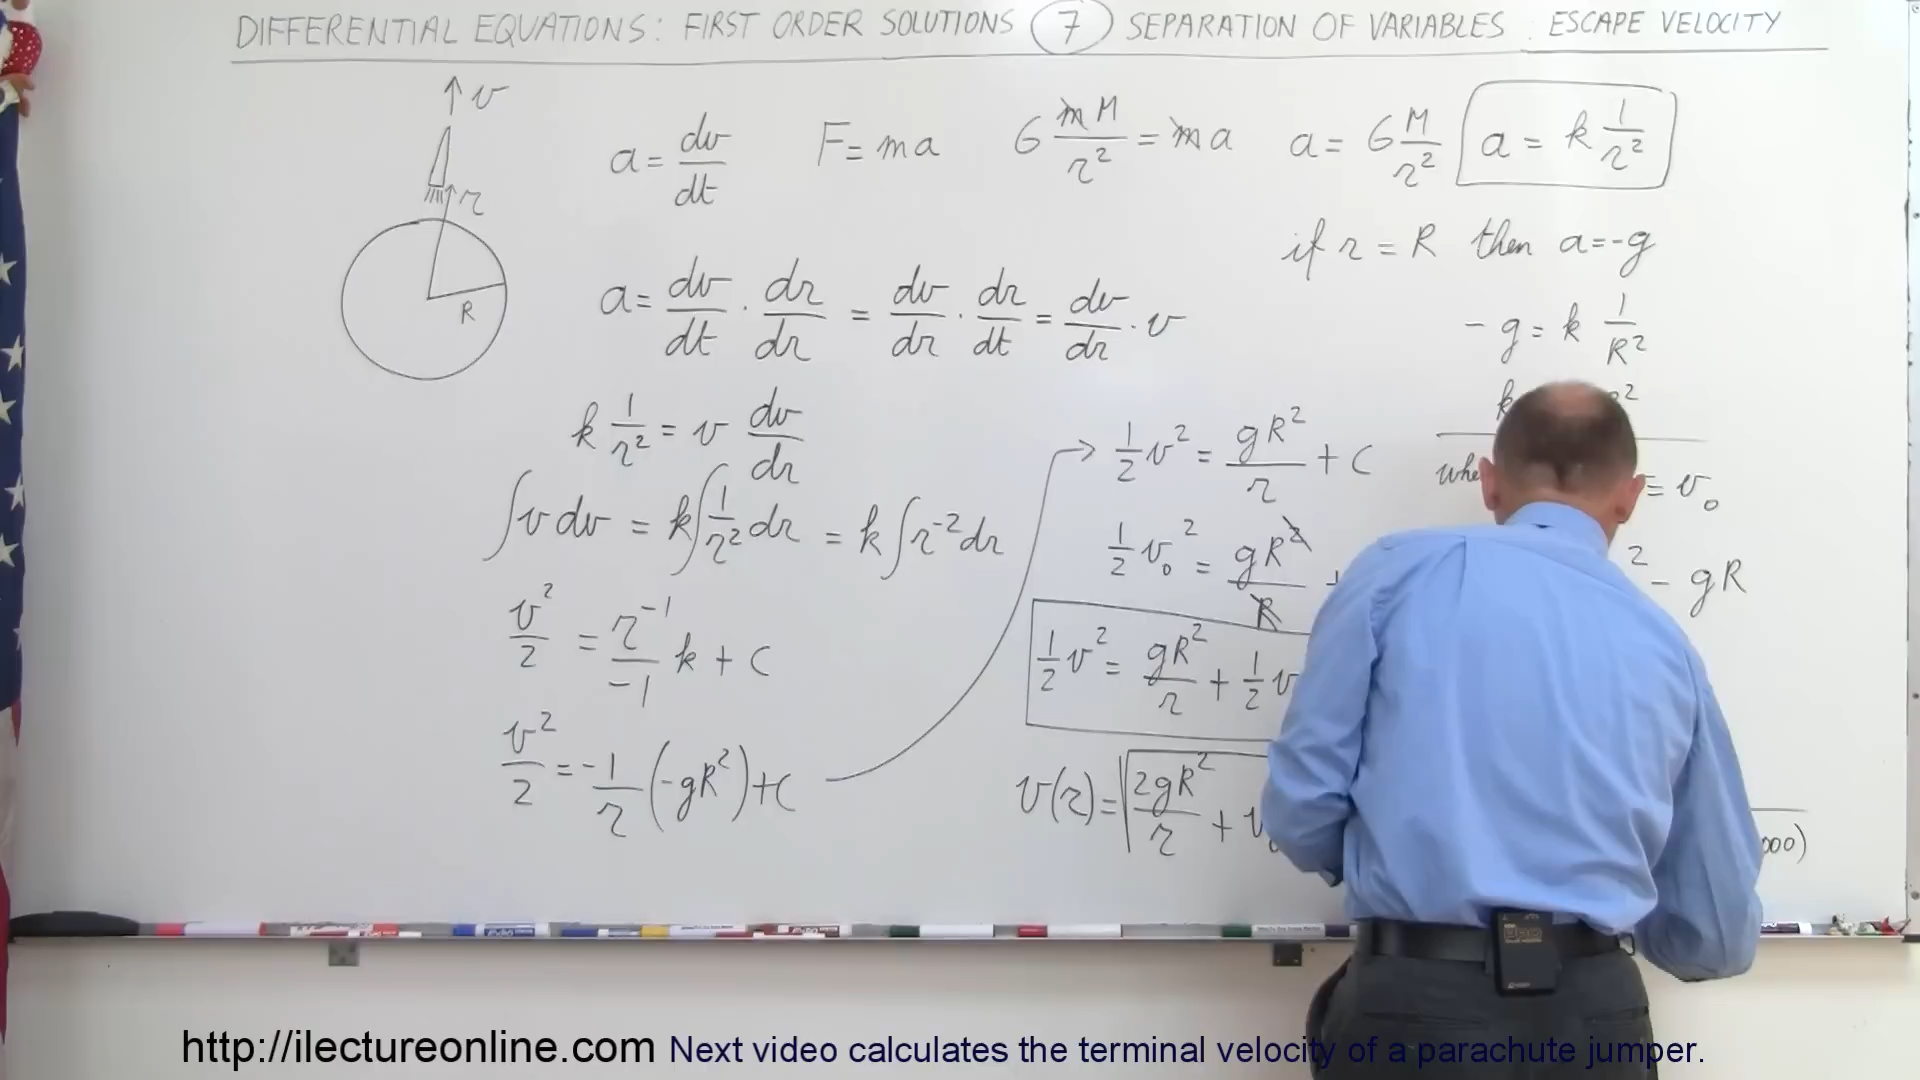 DIFFERENTIAL EQUATIONS: FIRST ORDER SOLUTIONS 7 SEPARATION OF VARIABLES : ESCAPE VELOCITY
↑ v
r
R
a = dv/dt
F = ma
G mM/r² = ma
a = G M/r²
a = k 1/r²
if r = R then a = -g
a = dv/dt · dr/dr = dv/dr · dr/dt = dv/dr · v
- g = k 1/R²
k
k 1/r² = v dv/dr
∫v dv = k∫1/r² dr = k∫r⁻² dr
v²/2 = r⁻¹/-1 k + C
v²/2 = -1/r (-gR²) + C
→ 1/2 v² = gR²/r + C
= v₀
1/2 v₀² = gR²/R +
² - gR
1/2 v² = gR²/r + 1/2 v
v(r) = √2gR²/r + v
000)
http://ilectureonline.com Next video calculates the terminal velocity of a parachute jumper.